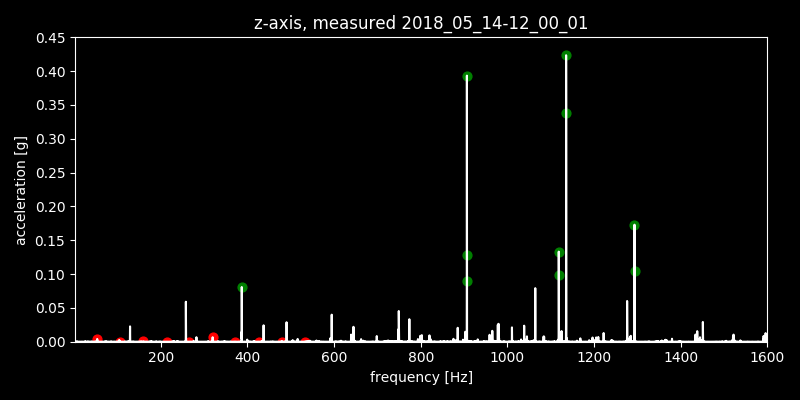 z-axis, measured 2018_05_14-12_00_01
0.45
0.40
0.35
0.30
0.25
0.20
0.15
0.10
0.05
0.00
acceleration [g]
200 400 600 800 1000 1200 1400 1600
frequency [Hz]